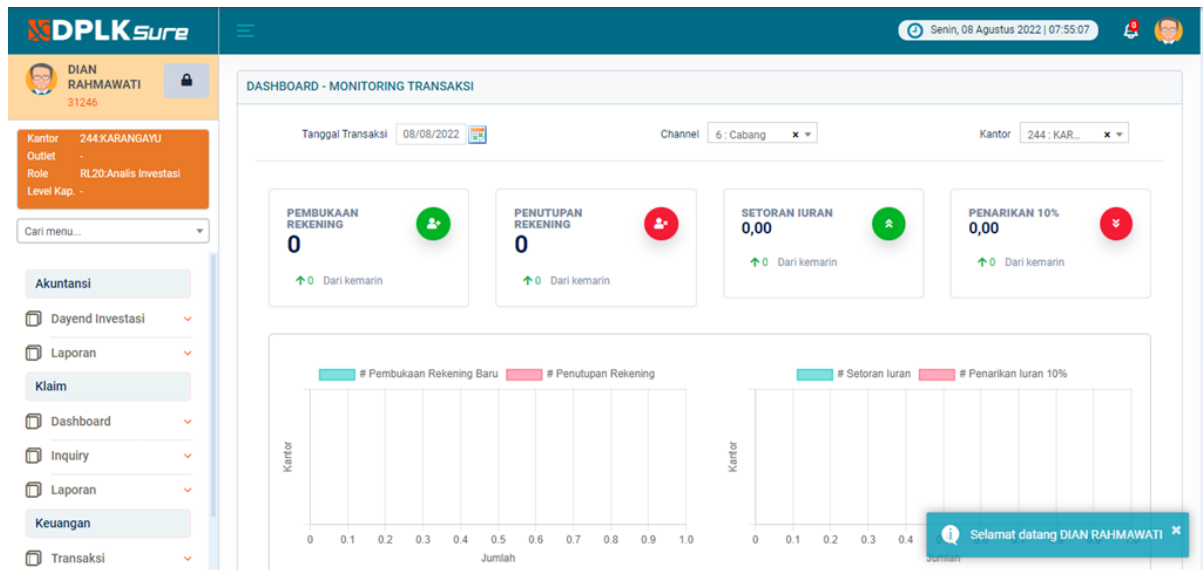 DPLKSure
Senin, 08 Agustus 2022 | 07:55:07
DIAN
RAHMAWATI
31246
Kantor 244:KARANGAYU
Outlet -
Role RL20:Analis Investasi
Level Kap. -
Cari menu...
Akuntansi
Dayend Investasi
Laporan
Klaim
Dashboard
Inquiry
Laporan
Keuangan
Transaksi
DASHBOARD - MONITORING TRANSAKSI
Tanggal Transaksi 08/08/2022 Channel 6 : Cabang x Kantor 244 : KAR... x
PEMBUKAAN
REKENING
0
0 Dari kemarin
PENUTUPAN
REKENING
0
0 Dari kemarin
SETORAN IURAN
0,00
0 Dari kemarin
PENARIKAN 10%
0,00
0 Dari kemarin
# Pembukaan Rekening Baru # Penutupan Rekening
Kantor
0 0.1 0.2 0.3 0.4 0.5 0.6 0.7 0.8 0.9 1.0
Jumlah
# Setoran Iuran # Penarikan Iuran 10%
Kantor
0 0.1 0.2 0.3 0.4
Jumlah
Selamat datang DIAN RAHMAWATI ×